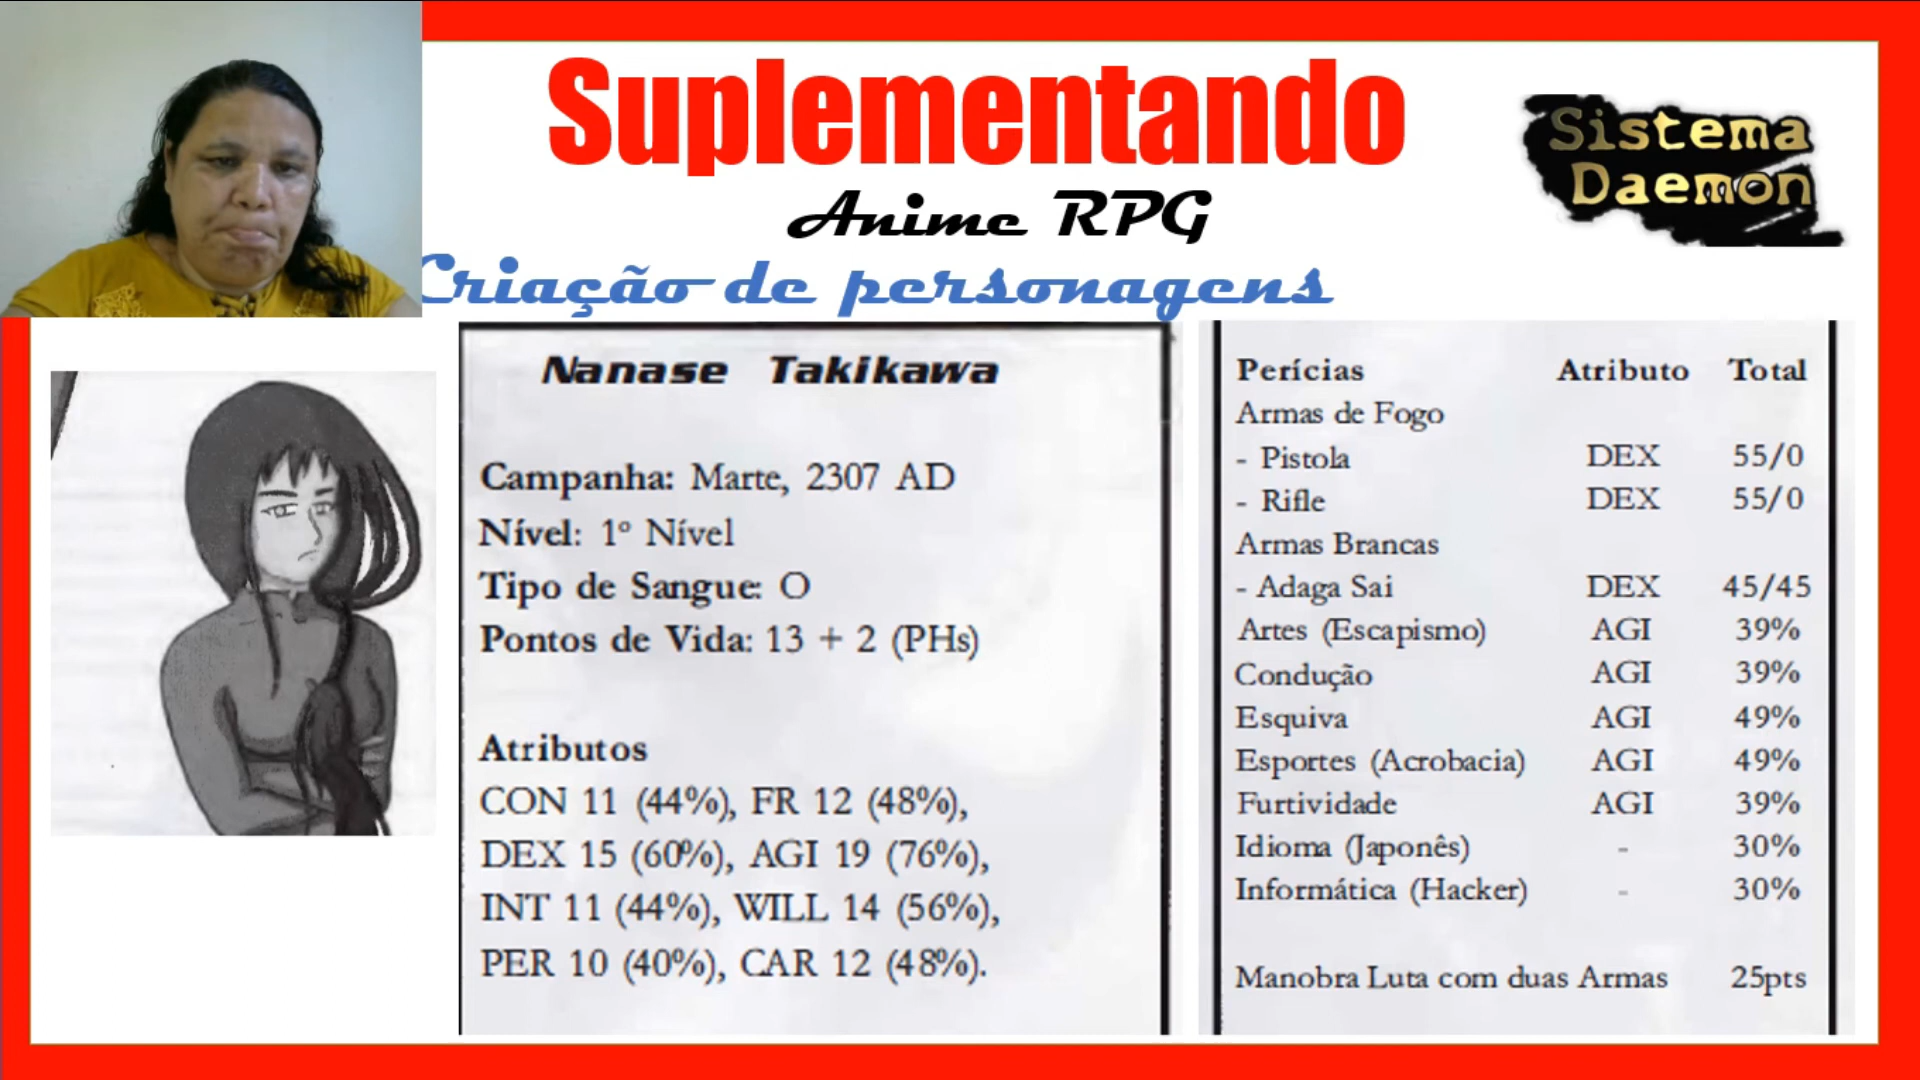 Suplementando
Anime RPG
Criação de personagens
Sistema
Daemon
Nanase Takikawa
Campanha: Marte, 2307 AD
Nível: 1º Nível
Tipo de Sangue: O
Pontos de Vida: 13 + 2 (PHs)
Atributos
CON 11 (44%), FR 12 (48%),
DEX 15 (60%), AGI 19 (76%),
INT 11 (44%), WILL 14 (56%),
PER 10 (40%), CAR 12 (48%).
Perícias Atributo Total
Armas de Fogo
- Pistola DEX 55/0
- Rifle DEX 55/0
Armas Brancas
- Adaga Sai DEX 45/45
Artes (Escapismo) AGI 39%
Condução AGI 39%
Esquiva AGI 49%
Esportes (Acrobacia) AGI 49%
Furtividade AGI 39%
Idioma (Japonês) - 30%
Informática (Hacker) - 30%
Manobra Luta com duas Armas 25pts